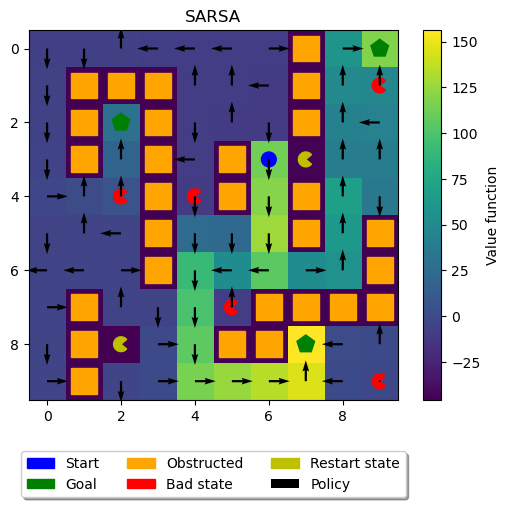 SARSA
0
2
4
6
8
0 2 4 6 8
150
125
100
75
50
25
0
−25
Value function
Start Obstructed Restart state
Goal Bad state Policy